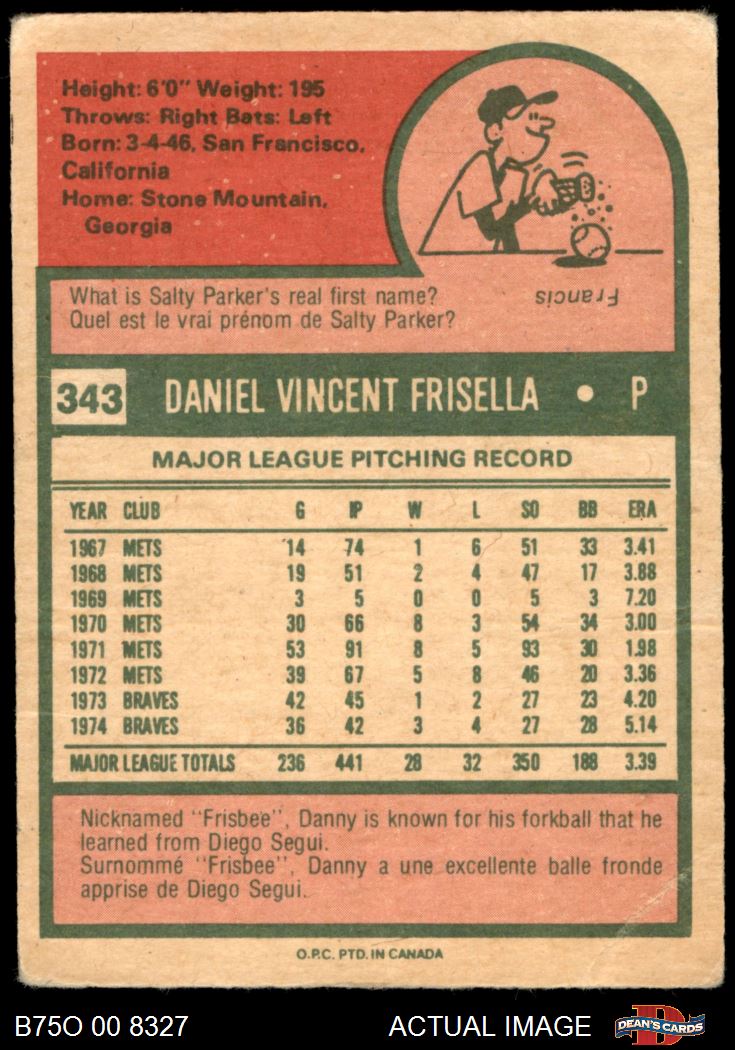 Height: 6'0" Weight: 195
Throws: Right Bats: Left
Born: 3-4-46, San Francisco,
California
Home: Stone Mountain,
Georgia
What is Salty Parker's real first name?
Quel est le vrai prénom de Salty Parker?
Francis
343 DANIEL VINCENT FRISELLA • P
MAJOR LEAGUE PITCHING RECORD
YEAR CLUB G IP W L SO BB ERA
1967 METS 14 74 1 6 51 33 3.41
1968 METS 19 51 2 4 47 17 3.88
1969 METS 3 5 0 0 5 3 7.20
1970 METS 30 66 8 3 54 34 3.00
1971 METS 53 91 8 5 93 30 1.98
1972 METS 39 67 5 8 46 20 3.36
1973 BRAVES 42 45 1 2 27 23 4.20
1974 BRAVES 36 42 3 4 27 28 5.14
MAJOR LEAGUE TOTALS 236 441 28 32 350 188 3.39
Nicknamed "Frisbee", Danny is known for his forkball that he
learned from Diego Segui.
Surnommé "Frisbee", Danny a une excellente balle fronde
apprise de Diego Segui.
O.P.C. PTD. IN CANADA
B75O 00 8327 ACTUAL IMAGE DEAN'S CARDS